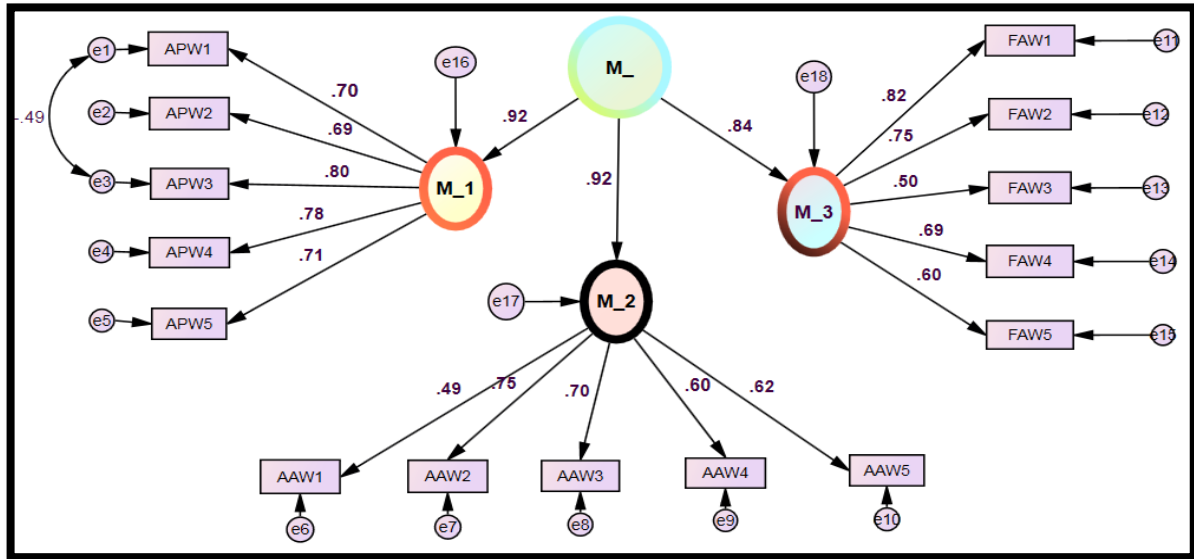 e1
APW1
e16
M_
e18
FAW1
e11
.70
.92
.84
.82
-.49
e2
APW2
.69
.75
FAW2
e12
e3
APW3
.80
M_1
.92
M_3
.50
FAW3
e13
e4
APW4
.78
.69
FAW4
e14
.71
.60
e5
APW5
e17
M_2
FAW5
e15
.49
.75
.70
.60
.62
AAW1
AAW2
AAW3
AAW4
AAW5
e6
e7
e8
e9
e10